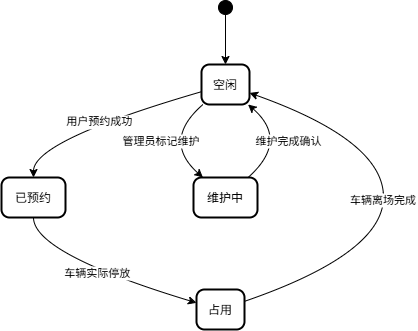 空闲
用户预约成功
管理员标记维护
维护完成确认
已预约
维护中
车辆离场完成
车辆实际停放
占用